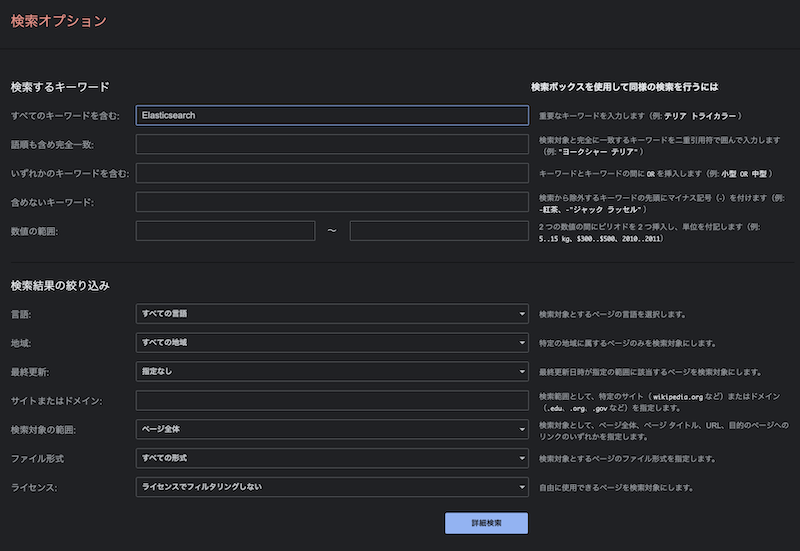 検索オプション
検索するキーワード
検索ボックスを使用して同様の検索を行うには
すべてのキーワードを含む:
Elasticsearch
重要なキーワードを入力します（例: テリア トライカラー ）
語順も含め完全一致:
検索対象と完全に一致するキーワードを二重引用符で囲んで入力します
（例: "ヨークシャー テリア" ）
いずれかのキーワードを含む:
キーワードとキーワードの間に OR を挿入します（例: 小型 OR 中型 ）
含めないキーワード:
検索から除外するキーワードの先頭にマイナス記号（-）を付けます（例:
-紅茶、-"ジャック ラッセル" ）
数値の範囲:
～
2 つの数値の間にピリオドを 2 つ挿入し、単位を付記します（例:
5..15 kg、$300..$500、2010..2011）
検索結果の絞り込み
言語:
すべての言語
検索対象とするページの言語を選択します。
地域:
すべての地域
特定の地域に属するページのみを検索対象にします。
最終更新:
指定なし
最終更新日時が指定の範囲に該当するページを検索対象にします。
サイトまたはドメイン:
検索範囲として、特定のサイト（ wikipedia.org など）またはドメイン
（.edu、.org、.gov など）を指定します。
検索対象の範囲:
ページ全体
検索対象として、ページ全体、ページ タイトル、URL、目的のページへの
リンクのいずれかを指定します。
ファイル形式
すべての形式
検索対象とするページのファイル形式を指定します。
ライセンス:
ライセンスでフィルタリングしない
自由に使用できるページを検索対象にします。
詳細検索